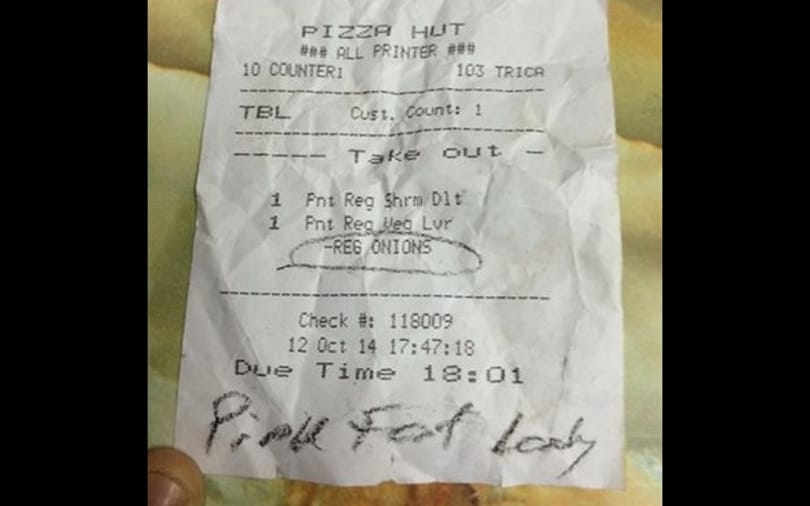 PIZZA HUT
### ALL PRINTER ###
10 COUNTER1 103 TRICA
TBL Cust. Count: 1
----- Take out -
1 Pnt Reg Shrm Dlt
1 Pnt Reg Veg Lvr
-REG ONIONS
Check #: 118009
12 Oct 14 17:47:18
Due Time 18:01
Pink Fat Lady